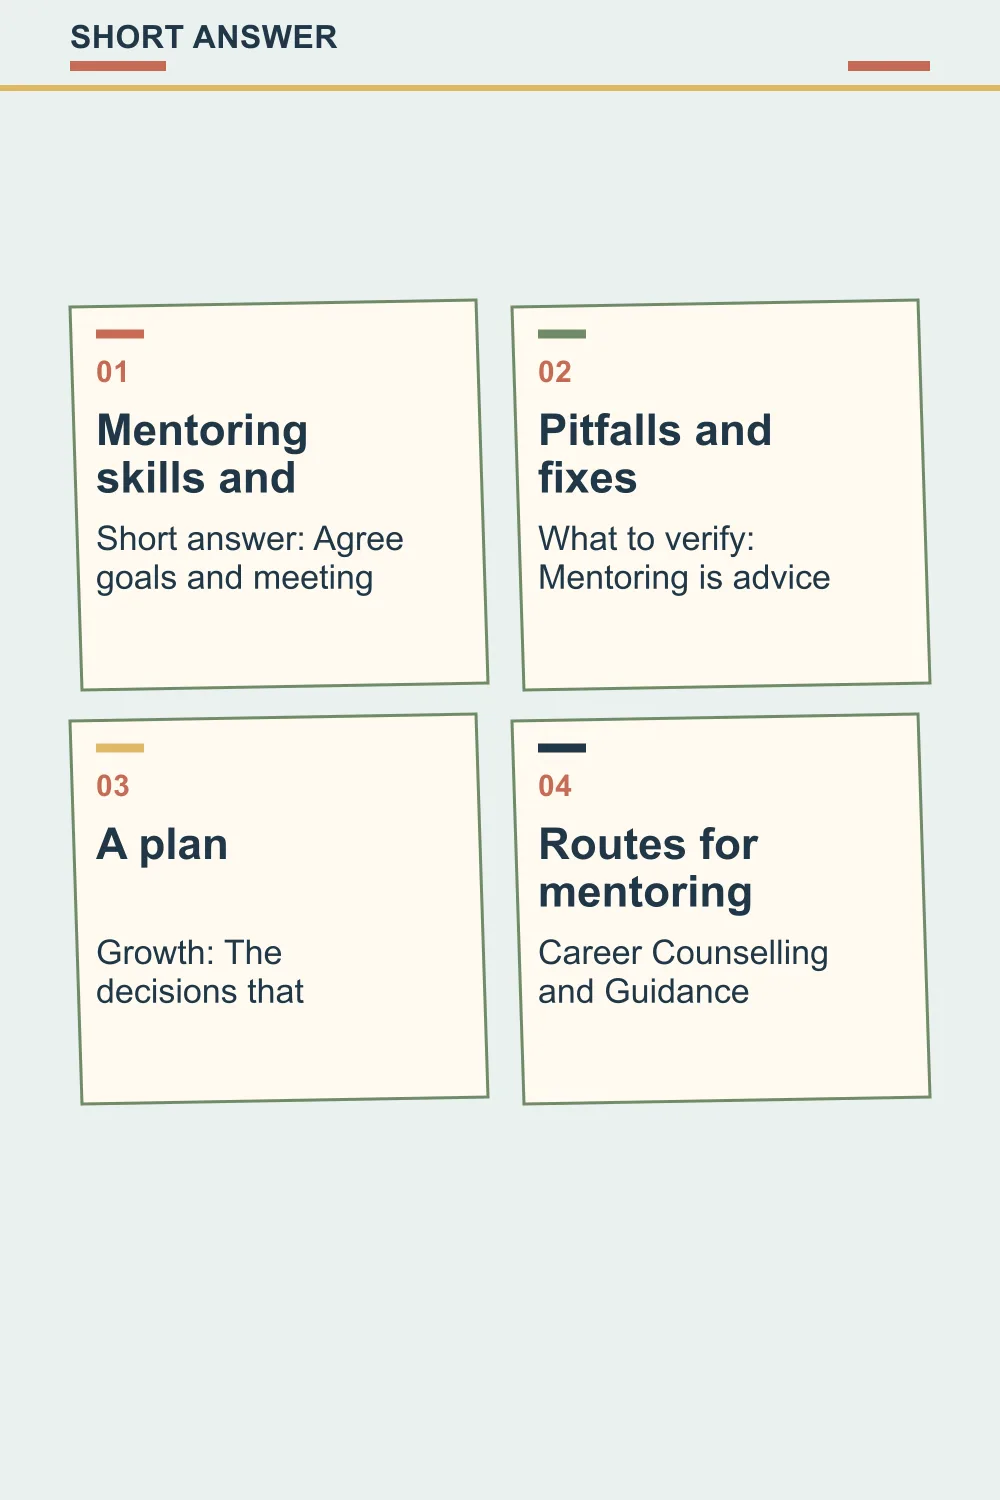 SHORT ANSWER
01
Mentoring
skills and
Short answer: Agree
goals and meeting
02
Pitfalls and
fixes
What to verify:
Mentoring is advice
03
A plan
Growth: The
decisions that
04
Routes for
mentoring
Career Counselling
and Guidance